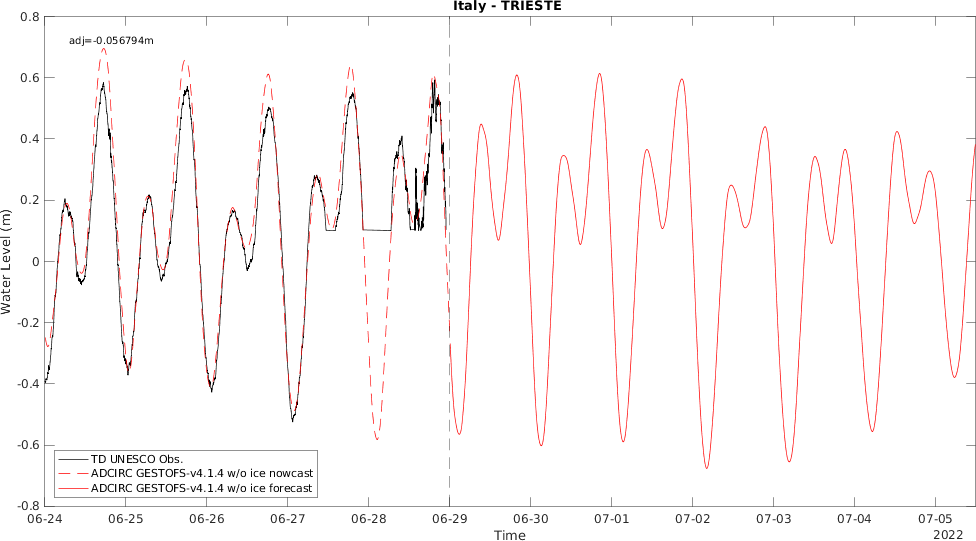 Italy - TRIESTE
adj=-0.056794m
0.8
0.6
0.4
0.2
0
-0.2
-0.4
-0.6
-0.8
Water Level (m)
TD UNESCO Obs.
ADCIRC GESTOFS-v4.1.4 w/o ice nowcast
ADCIRC GESTOFS-v4.1.4 w/o ice forecast
06-24 06-25 06-26 06-27 06-28 06-29 06-30 07-01 07-02 07-03 07-04 07-05
Time
2022